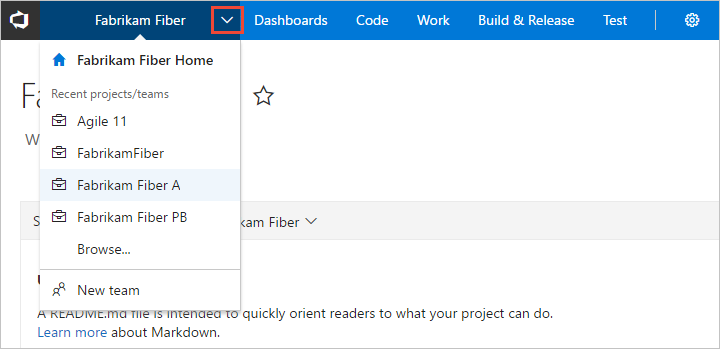 Fabrikam Fiber Dashboards Code Work Build & Release Test
Fabrikam Fiber Home
Recent projects/teams
Agile 11
FabrikamFiber
Fabrikam Fiber A
Fabrikam Fiber PB
kam Fiber
Browse...
New team
A README.md file is intended to quickly orient readers to what your project can do.
Learn more about Markdown.